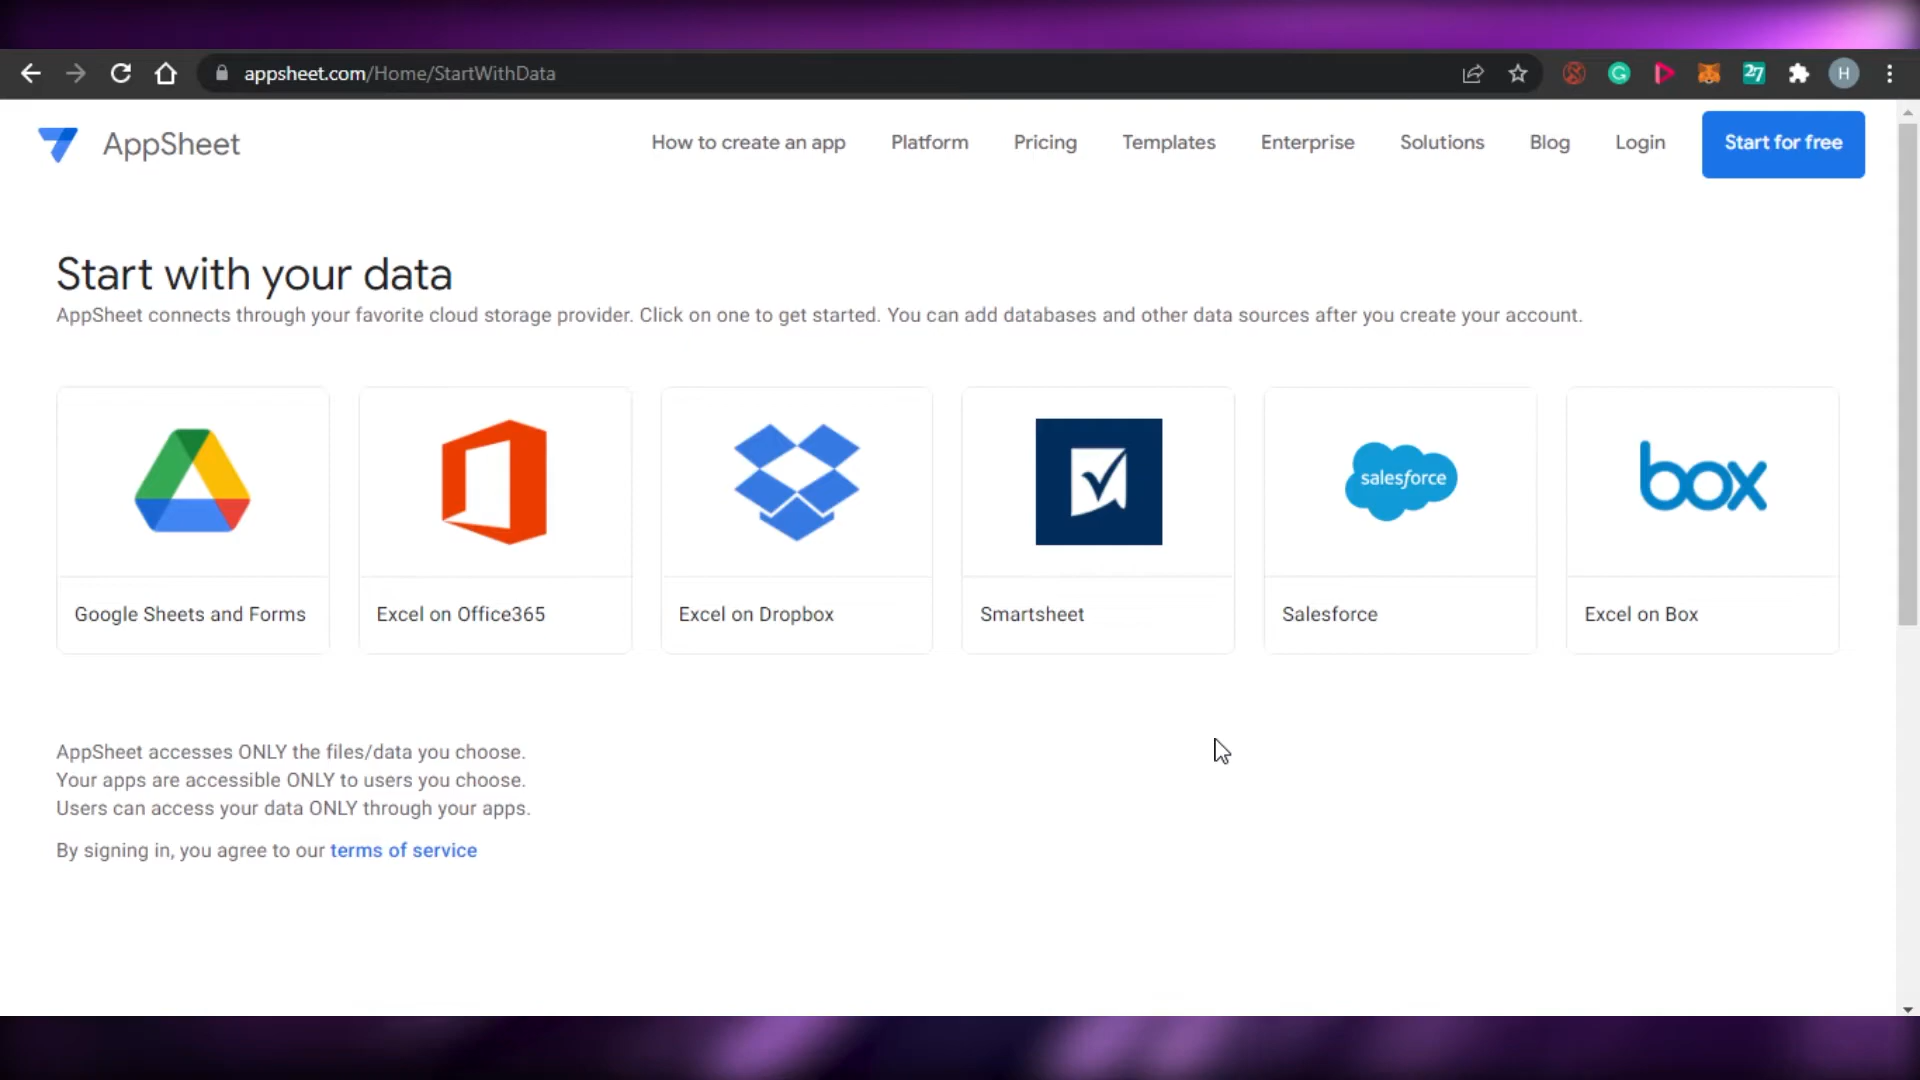 appsheet.com/Home/StartWithData
G
27
H
AppSheet
How to create an app
Platform
Pricing
Templates
Enterprise
Solutions
Blog
Login
Start for free
Start with your data
AppSheet connects through your favorite cloud storage provider. Click on one to get started. You can add databases and other data sources after you create your account.
salesforce
box
Google Sheets and Forms
Excel on Office365
Excel on Dropbox
Smartsheet
Salesforce
Excel on Box
AppSheet accesses ONLY the files/data you choose.
Your apps are accessible ONLY to users you choose.
Users can access your data ONLY through your apps.
By signing in, you agree to our terms of service